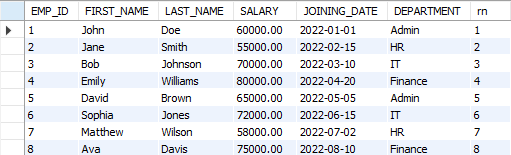 EMP_ID FIRST_NAME LAST_NAME SALARY JOINING_DATE DEPARTMENT rn
1 John Doe 60000.00 2022-01-01 Admin 1
2 Jane Smith 55000.00 2022-02-15 HR 2
3 Bob Johnson 70000.00 2022-03-10 IT 3
4 Emily Williams 80000.00 2022-04-20 Finance 4
5 David Brown 65000.00 2022-05-05 Admin 5
6 Sophia Jones 72000.00 2022-06-15 IT 6
7 Matthew Wilson 58000.00 2022-07-02 HR 7
8 Ava Davis 75000.00 2022-08-10 Finance 8